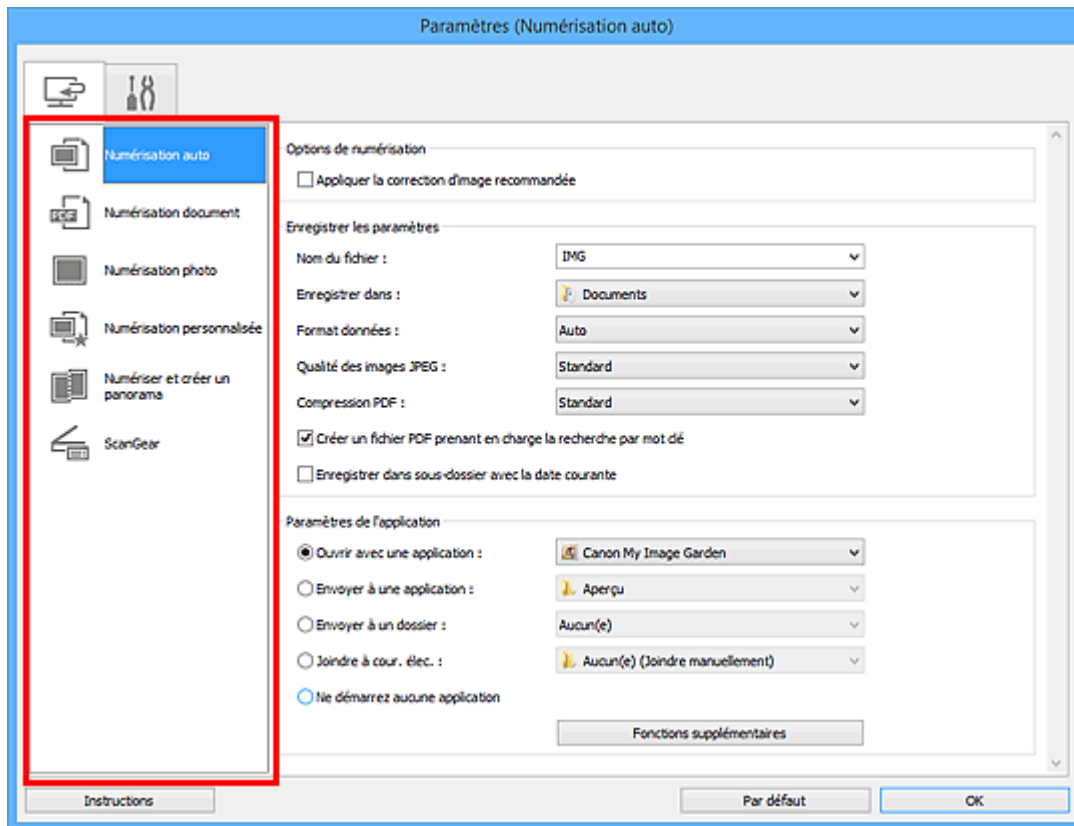 Paramètres (Numérisation auto)
Numérisation auto
PDF
Numérisation document
Numérisation photo
Numérisation personnalisée
Numériser et créer un
panorama
ScanGear
Options de numérisation
Appliquer la correction d'image recommandée
Enregistrer les paramètres
Nom du fichier : IMG
Enregistrer dans : Documents
Format données : Auto
Qualité des images JPEG : Standard
Compression PDF : Standard
Créer un fichier PDF prenant en charge la recherche par mot clé
Enregistrer dans sous-dossier avec la date courante
Paramètres de l'application
Ouvrir avec une application : Canon My Image Garden
Envoyer à une application : Aperçu
Envoyer à un dossier : Aucun(e)
Joindre à cour. élec. : Aucun(e) (Joindre manuellement)
Ne démarrez aucune application
Fonctions supplémentaires
Instructions
Par défaut
OK